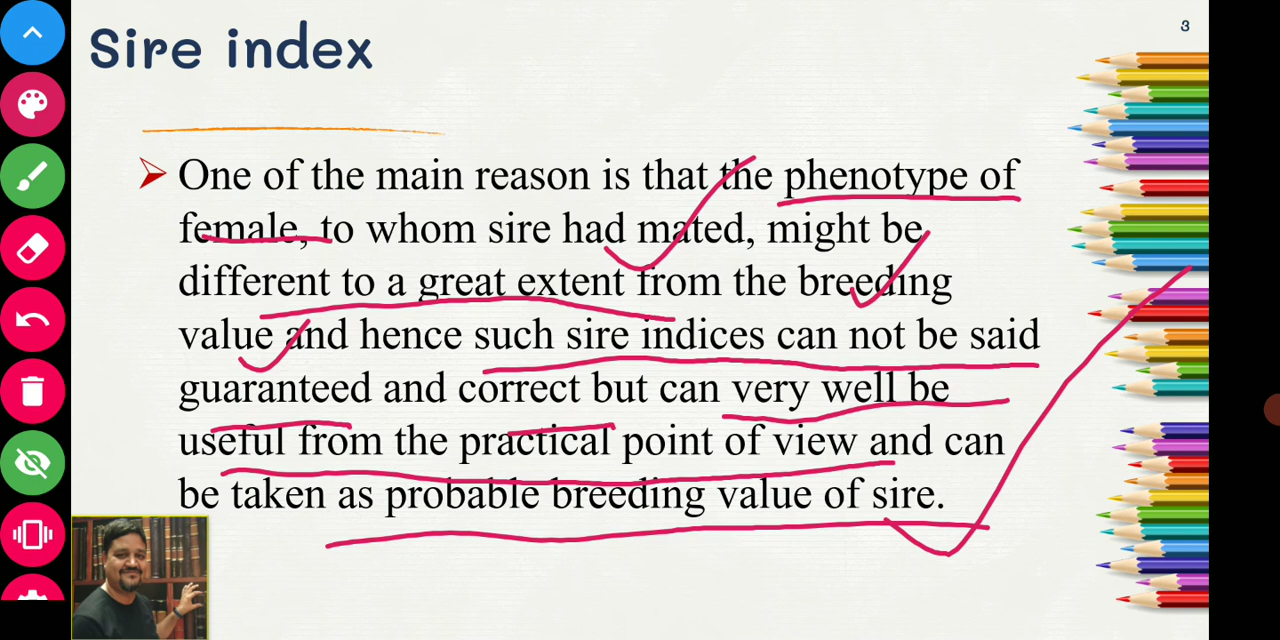 3
Sire index
One of the main reason is that the phenotype of
female, to whom sire had mated, might be
different to a great extent from the breeding
value and hence such sire indices can not be said
guaranteed and correct but can very well be
useful from the practical point of view and can
be taken as probable breeding value of sire.